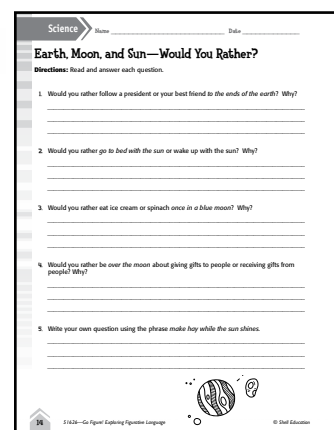 Science
Name
Date
Earth, Moon, and Sun—Would You Rather?
Directions: Read and answer each question.
1. Would you rather follow a president or your best friend to the ends of the earth? Why?
2. Would you rather go to bed with the sun or wake up with the sun? Why?
3. Would you rather eat ice cream or spinach once in a blue moon? Why?
4. Would you rather be over the moon about giving gifts to people or receiving gifts from
people? Why?
5. Write your own question using the phrase make hay while the sun shines.
14
51626—Go Figure! Exploring Figurative Language
© Shell Education